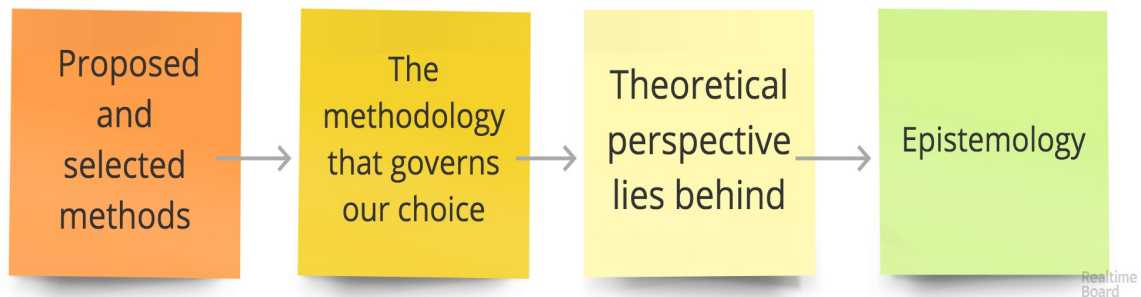 Proposed
and
selected
methods
The
methodology
that governs
our choice
Theoretical
perspective
lies behind
Epistemology
Realtime
Board